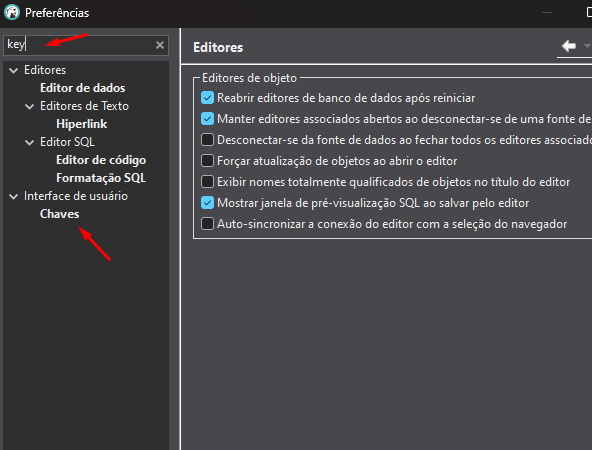 Preferências
key
Editores
Editor de dados
Editores de Texto
Hiperlink
Editor SQL
Editor de código
Formatação SQL
Interface de usuário
Chaves
Editores
Editores de objeto
Reabrir editores de banco de dados após reiniciar
Manter editores associados abertos ao desconectar-se de uma fonte de
Desconectar-se da fonte de dados ao fechar todos os editores associado
Forçar atualização de objetos ao abrir o editor
Exibir nomes totalmente qualificados de objetos no título do editor
Mostrar janela de pré-visualização SQL ao salvar pelo editor
Auto-sincronizar a conexão do editor com a seleção do navegador